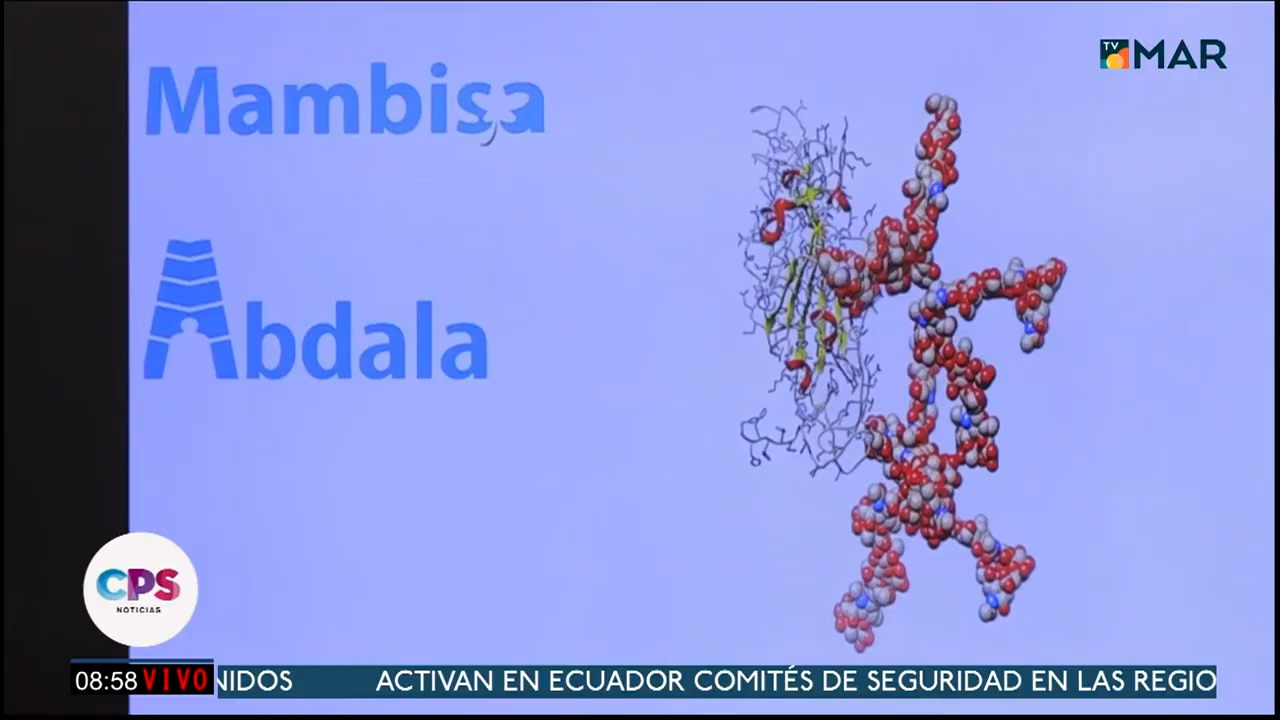 TV MAR
Mambisa
Abdala
CPS
NOTICIAS
08:58 VIVO
NIDOS ACTIVAN EN ECUADOR COMITÉS DE SEGURIDAD EN LAS REGIO